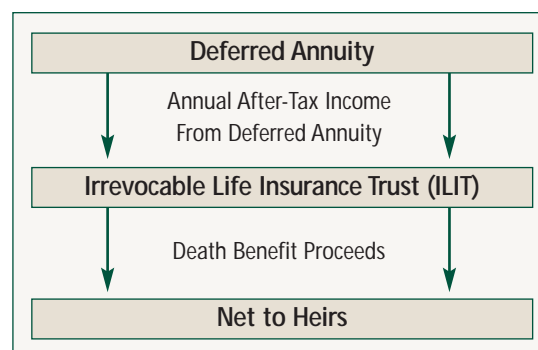 Deferred Annuity
Annual After-Tax Income
From Deferred Annuity
Irrevocable Life Insurance Trust (ILIT)
Death Benefit Proceeds
Net to Heirs